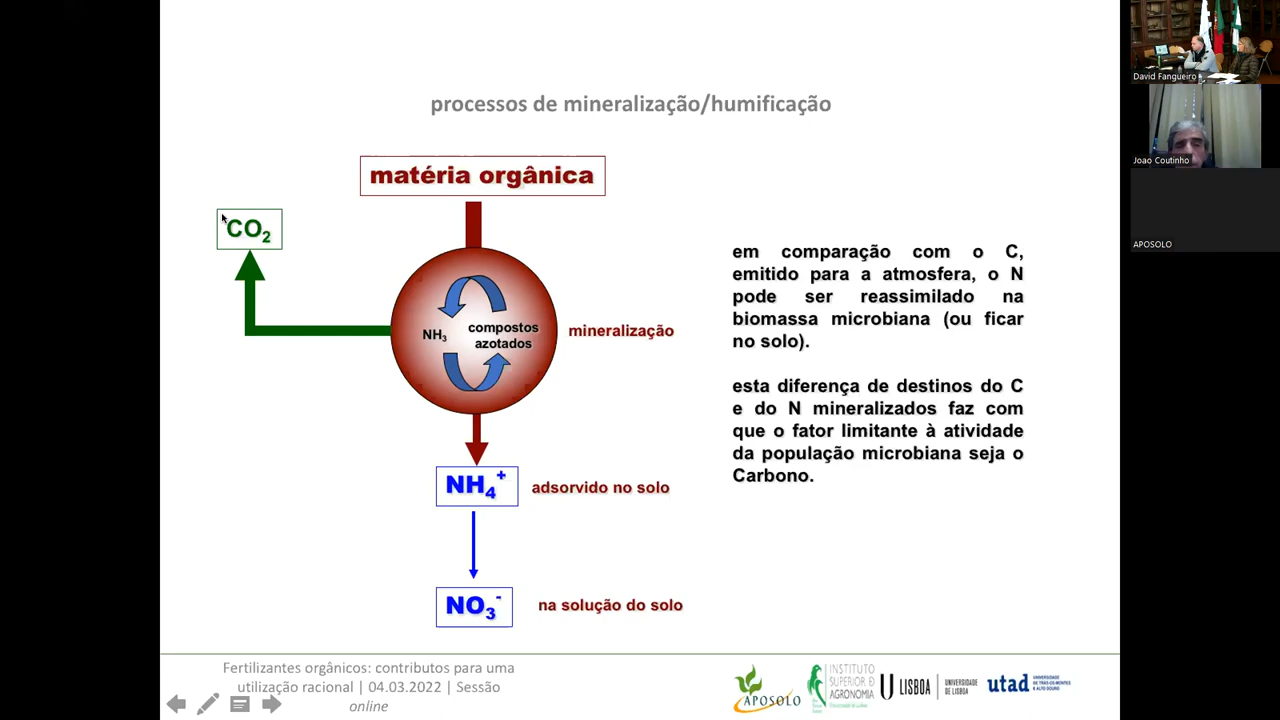 processos de mineralização/humificação
matéria orgânica
CO₂
NH₃
compostos
azotados
mineralização
NH₄⁺
adsorvido no solo
NO₃⁻
na solução do solo
em comparação com o C,
emitido para a atmosfera, o N
pode ser reassimilado na
biomassa microbiana (ou ficar
no solo).
esta diferença de destinos do C
e do N mineralizados faz com
que o fator limitante à atividade
da população microbiana seja o
Carbono.
Fertilizantes orgânicos: contributos para uma
utilização racional | 04.03.2022 | Sessão
online
APOSOLO
INSTITUTO
SUPERIOR D
AGRONOMIA
Universidade de Lisboa
U LISBOA
UNIVERSIDADE
DE LISBOA
utad
UNIVERSIDADE
DE TRÁS-OS-MONTES
E ALTO DOURO
David Fangueiro
Joao Coutinho
APOSOLO